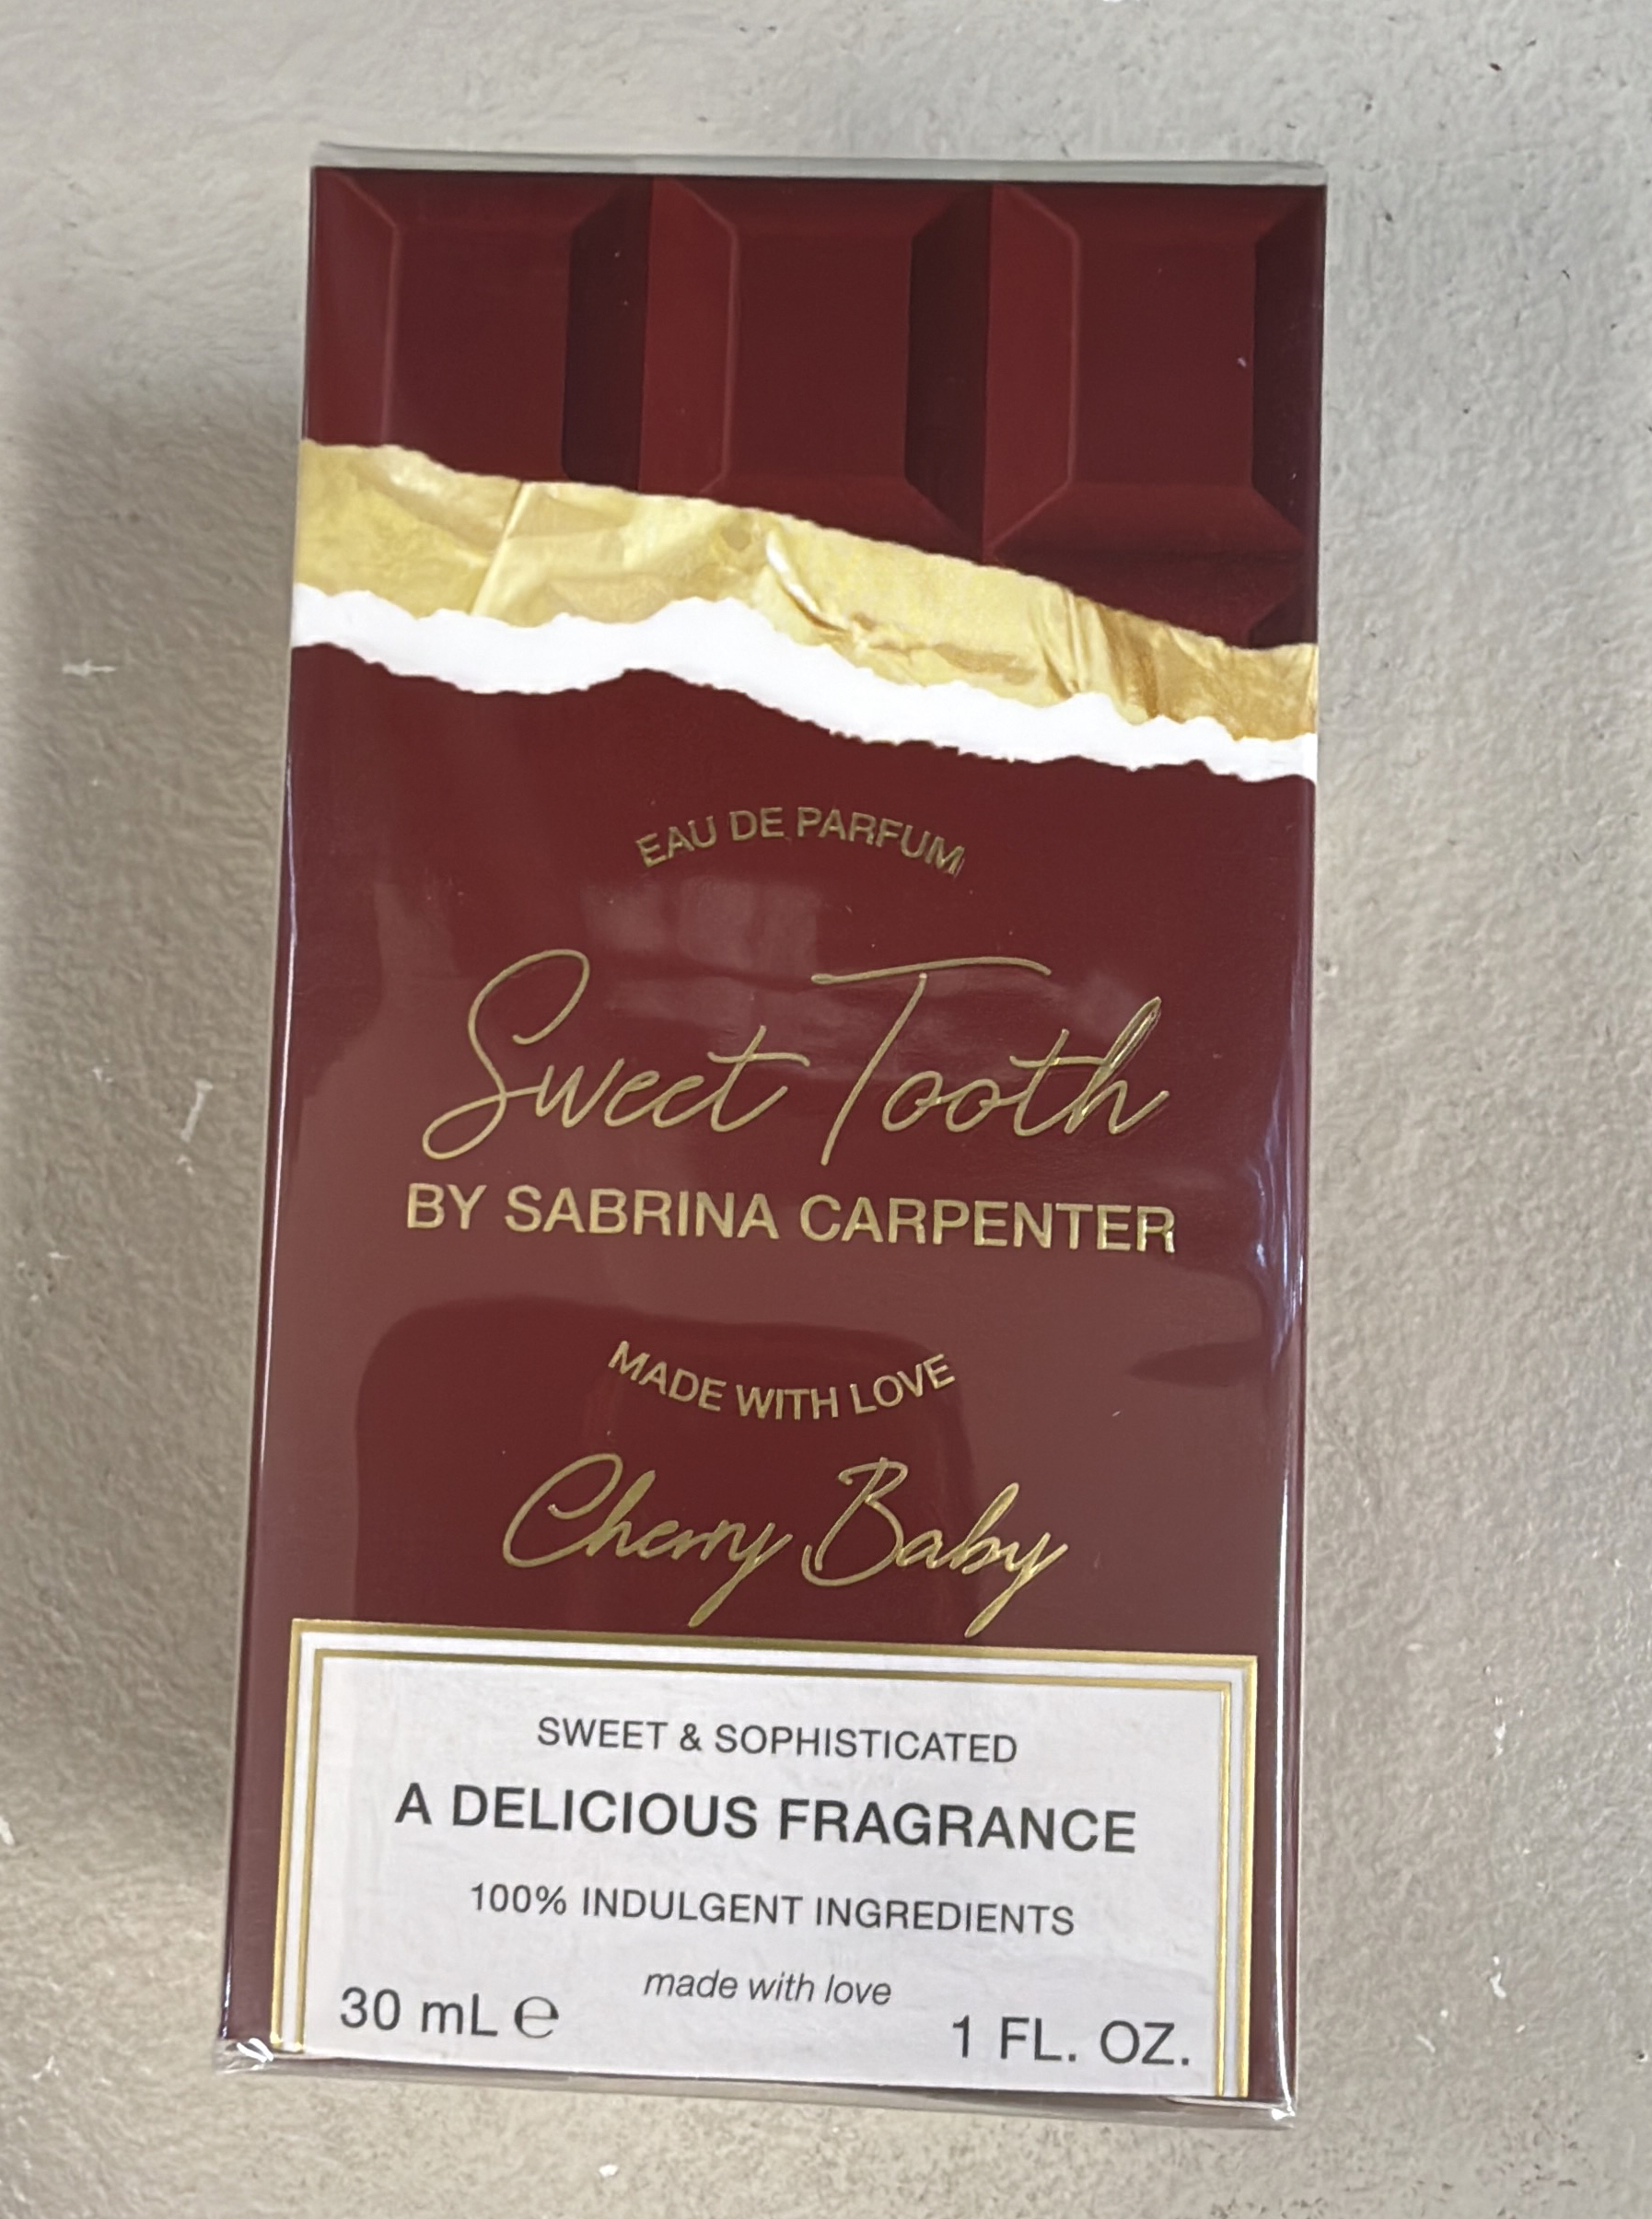 EAU DE PARFUM
Sweet Tooth
BY SABRINA CARPENTER
MADE WITH LOVE
Cherry Baby
SWEET & SOPHISTICATED
A DELICIOUS FRAGRANCE
100% INDULGENT INGREDIENTS
made with love
30 mL ℮ 1 FL. OZ.